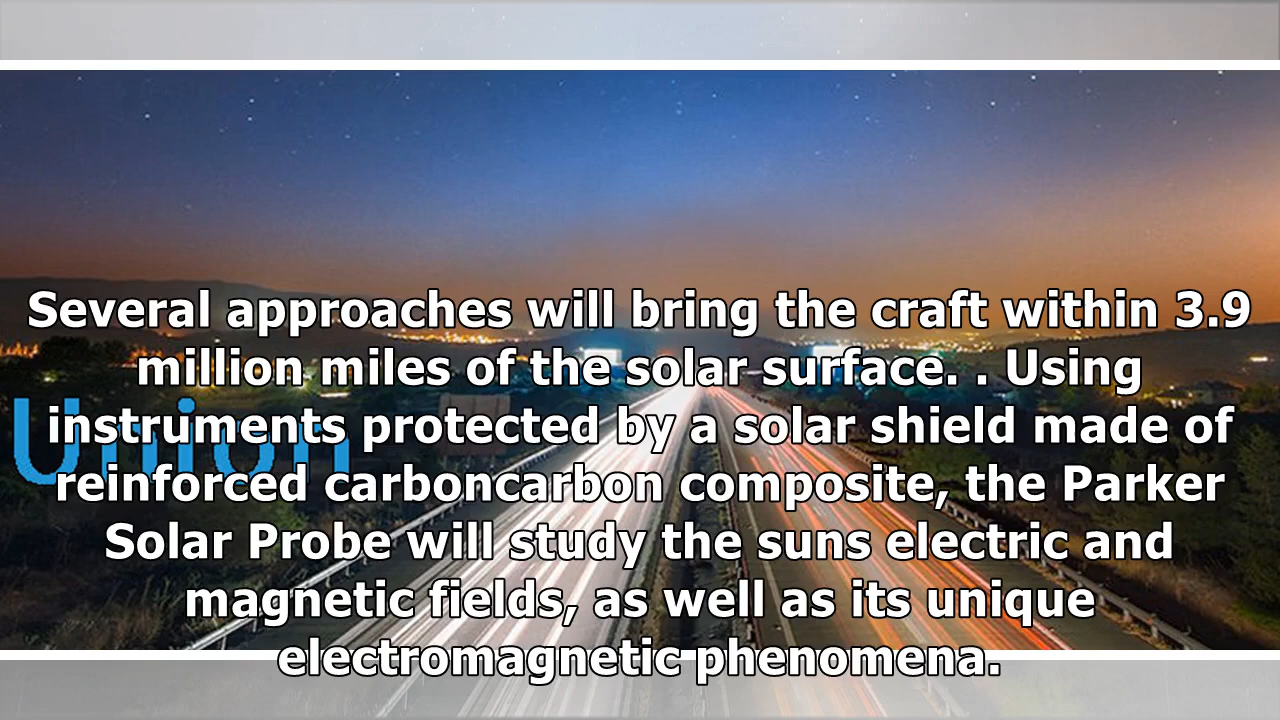 Several approaches will bring the craft within 3.9
million miles of the solar surface. . Using
Union
instruments protected by a solar shield made of
reinforced carboncarbon composite, the Parker
Solar Probe will study the suns electric and
magnetic fields, as well as its unique
electromagnetic phenomena.